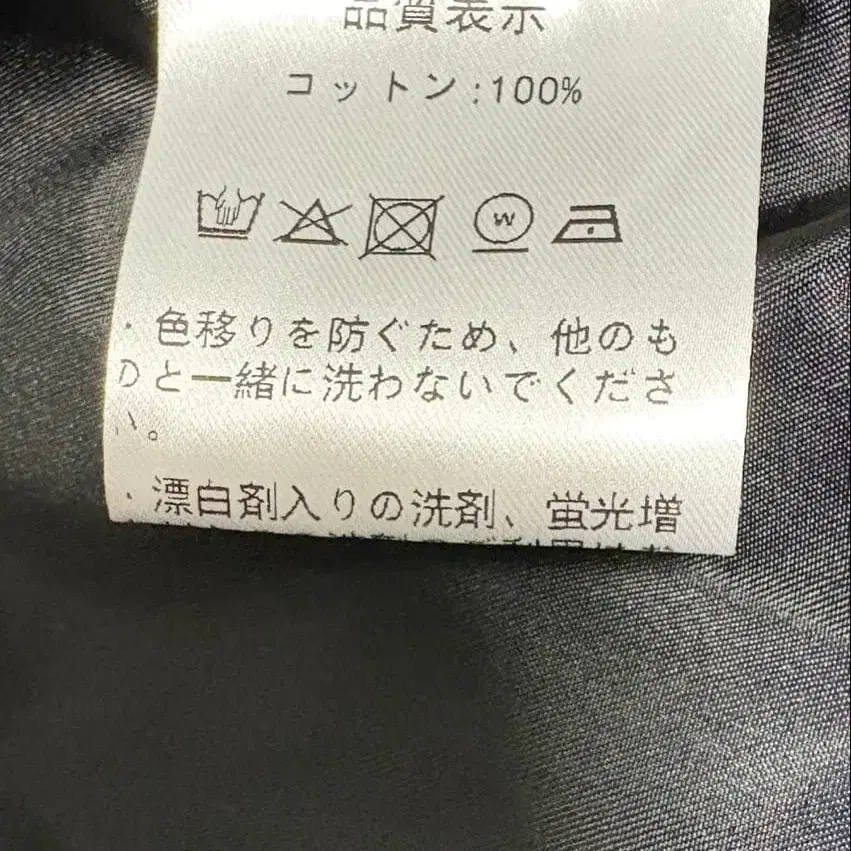 品質表示
コットン:100%
W
・色移りを防ぐため、他のも
のと一緒に洗わないでくださ
い。
・漂白剤入りの洗剤、蛍光増